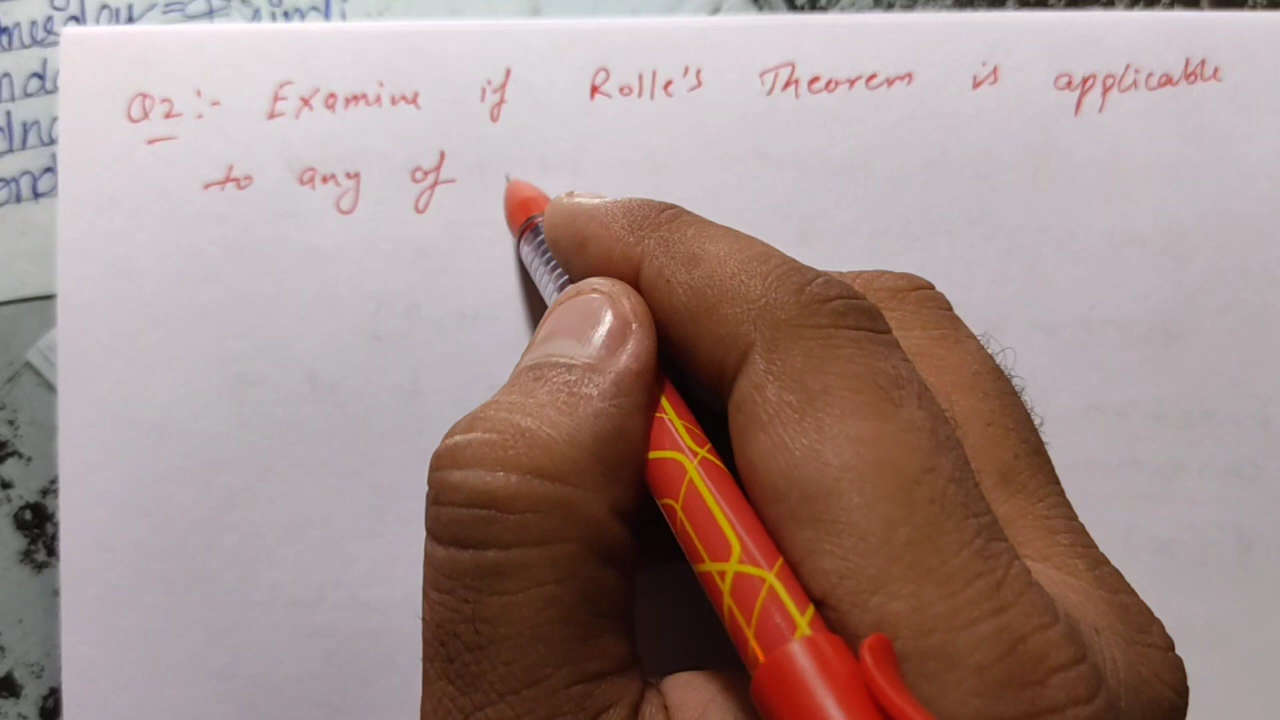 Q2:- Examine if Rolle's Theorem is applicable
to any of